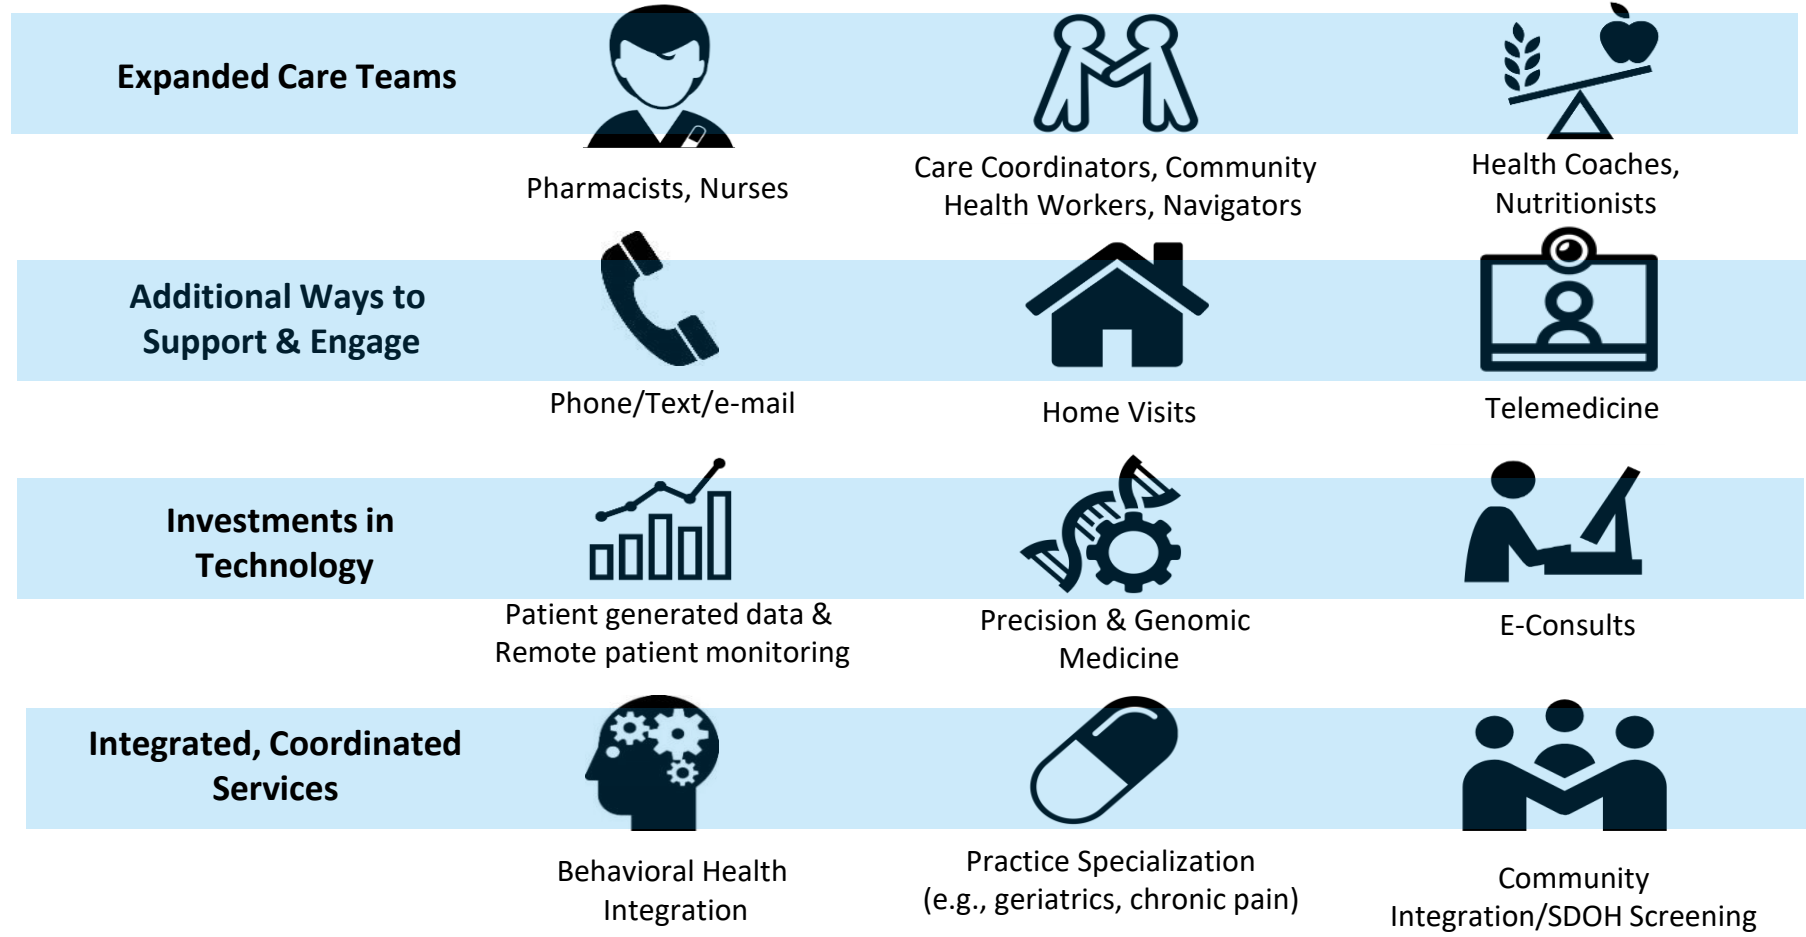 Expanded Care Teams
Pharmacists, Nurses
Care Coordinators, Community
Health Workers, Navigators
Health Coaches,
Nutritionists
Additional Ways to
Support & Engage
Phone/Text/e-mail
Home Visits
Telemedicine
Investments in
Technology
Patient generated data &
Remote patient monitoring
Precision & Genomic
Medicine
E-Consults
Integrated, Coordinated
Services
Behavioral Health
Integration
Practice Specialization
(e.g., geriatrics, chronic pain)
Community
Integration/SDOH Screening